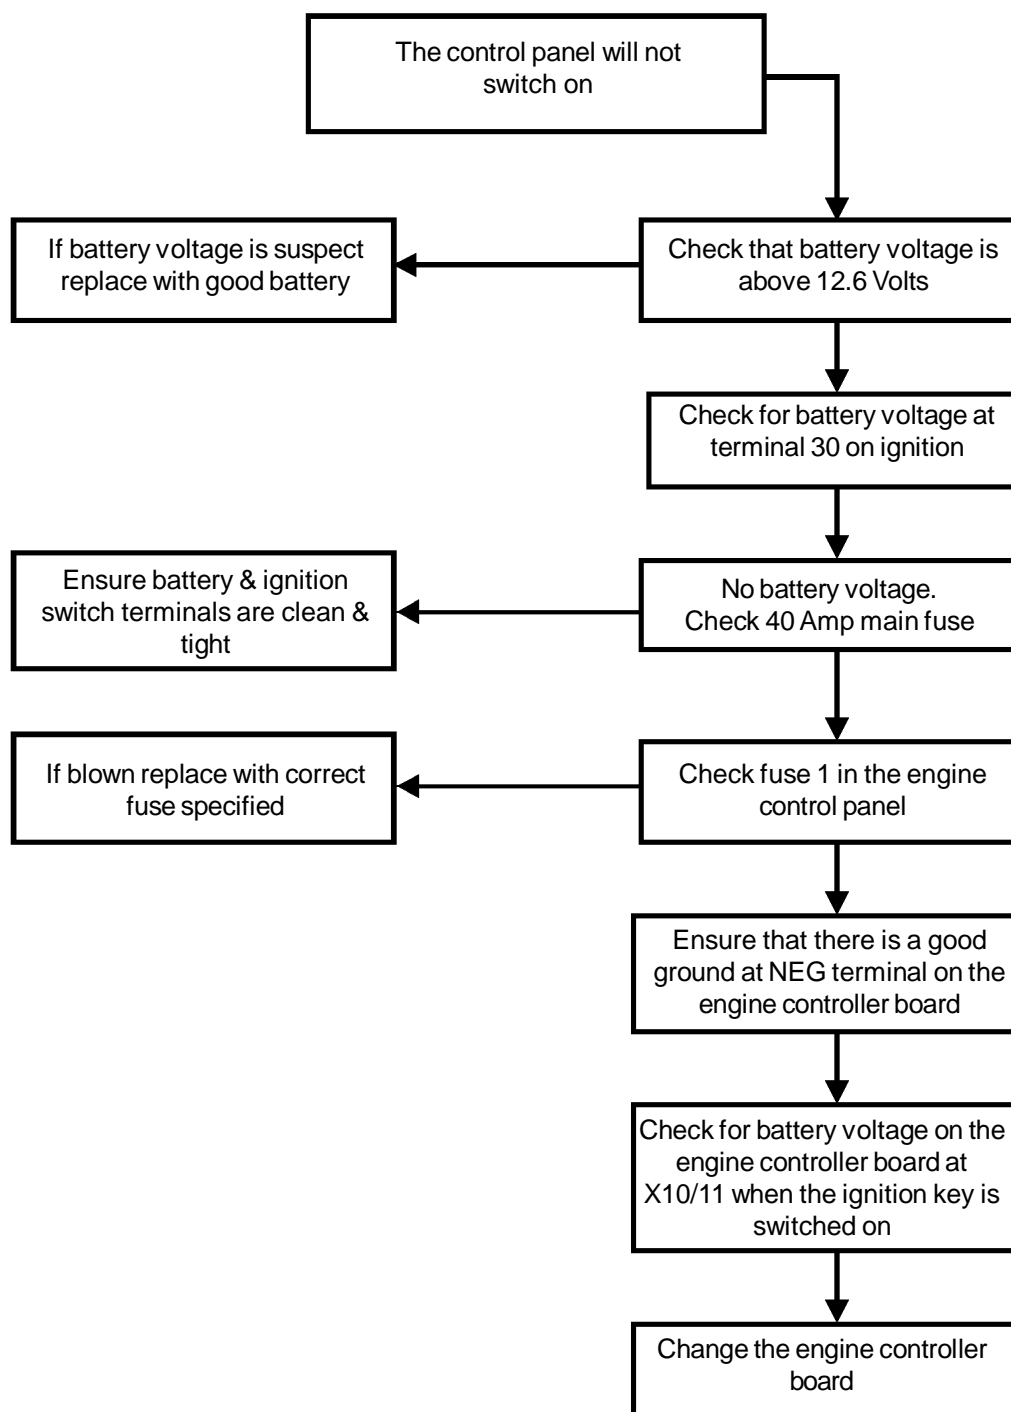 The control panel will not
switch on
If battery voltage is suspect
replace with good battery
Check that battery voltage is
above 12.6 Volts
Check for battery voltage at
terminal 30 on ignition
Ensure battery & ignition
switch terminals are clean &
tight
No battery voltage.
Check 40 Amp main fuse
If blown replace with correct
fuse specified
Check fuse 1 in the engine
control panel
Ensure that there is a good
ground at NEG terminal on the
engine controller board
Check for battery voltage on the
engine controller board at
X10/11 when the ignition key is
switched on
Change the engine controller
board